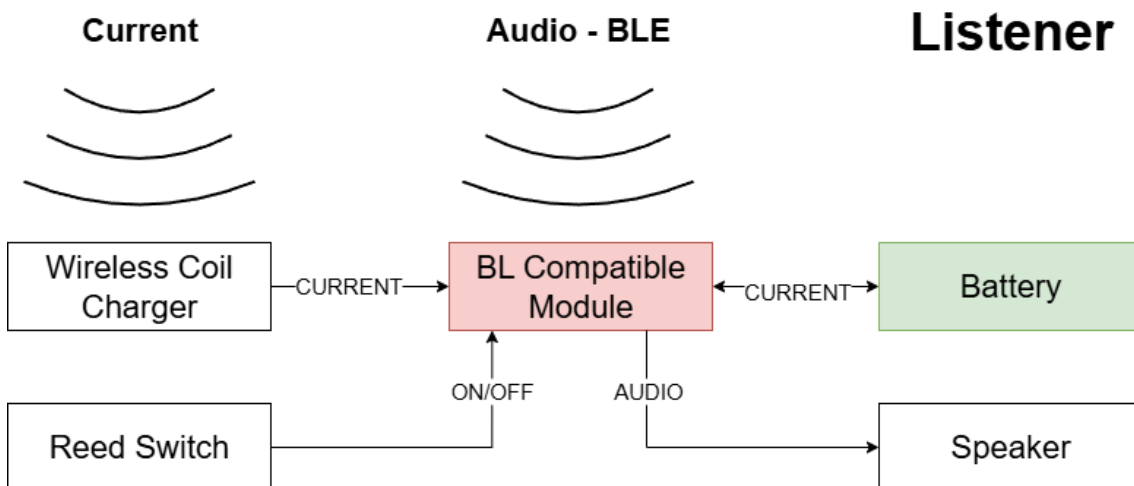 Current
Audio - BLE
Listener
Wireless Coil
Charger
CURRENT
BL Compatible
Module
CURRENT
Battery
ON/OFF
AUDIO
Reed Switch
Speaker